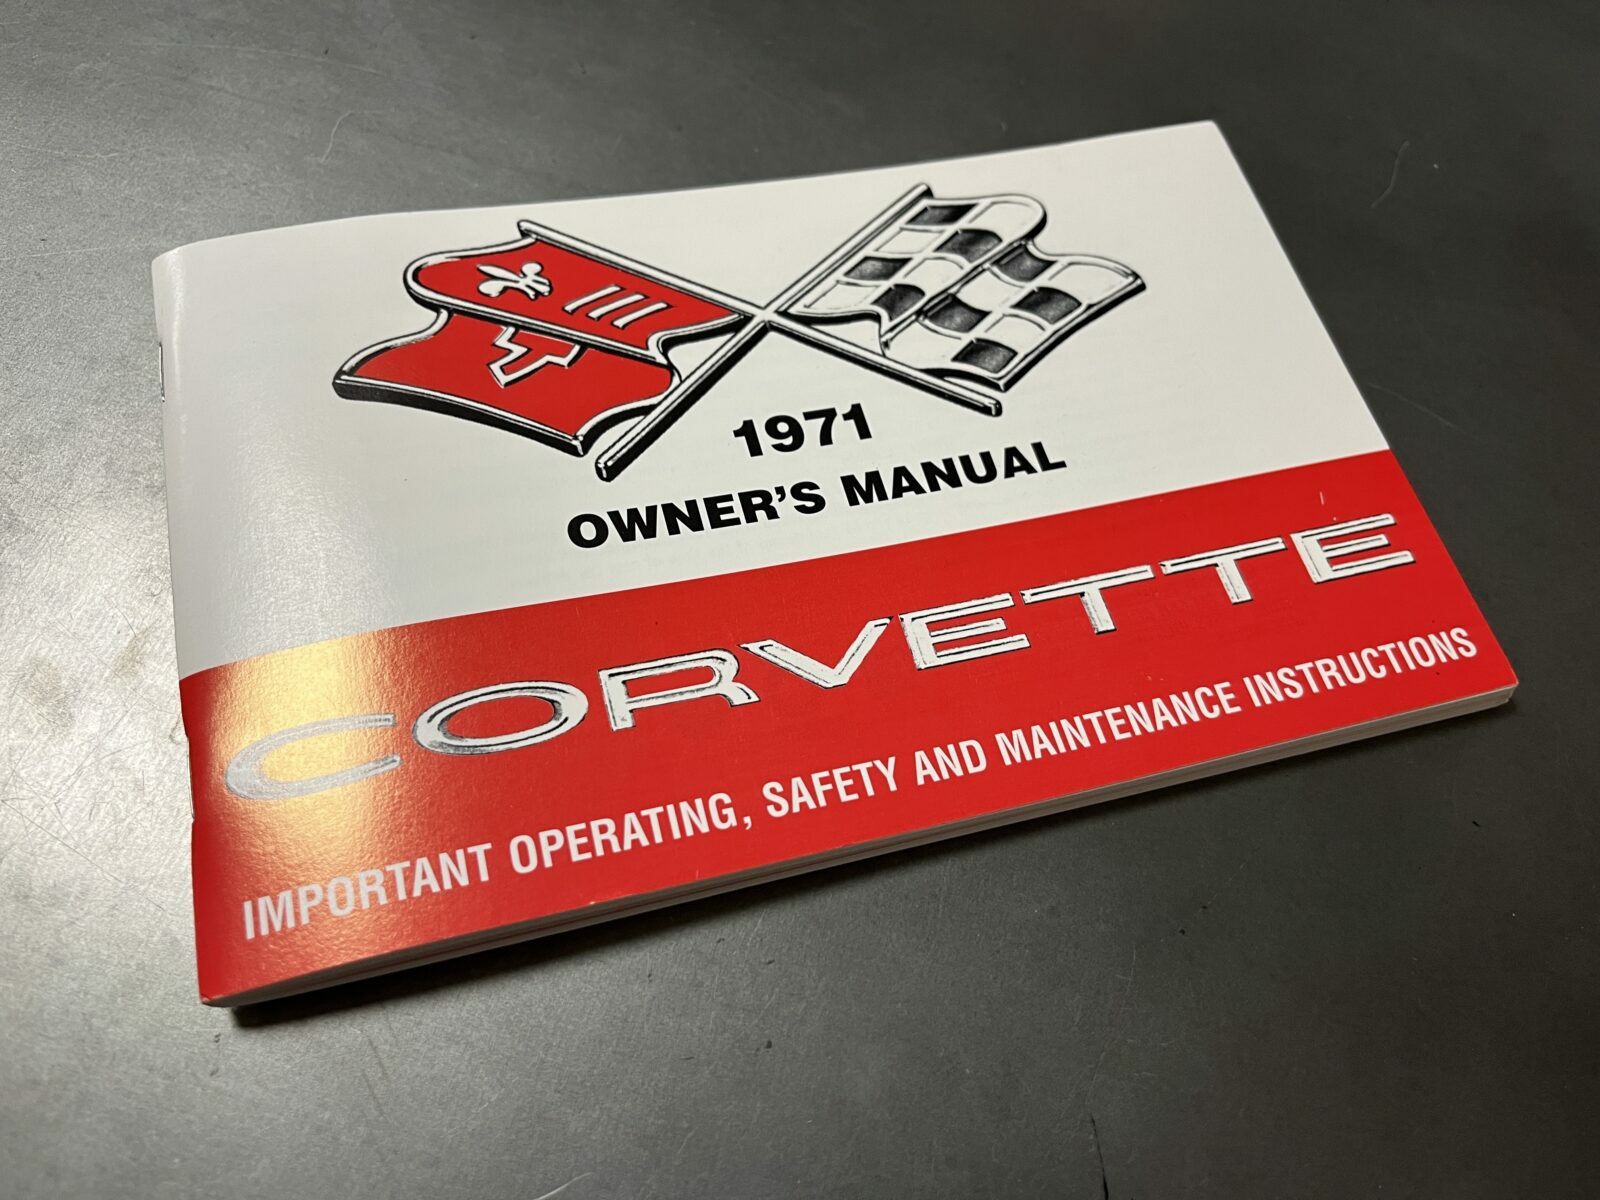 1971
OWNER'S MANUAL
CORVETTE
IMPORTANT OPERATING, SAFETY AND MAINTENANCE INSTRUCTIONS